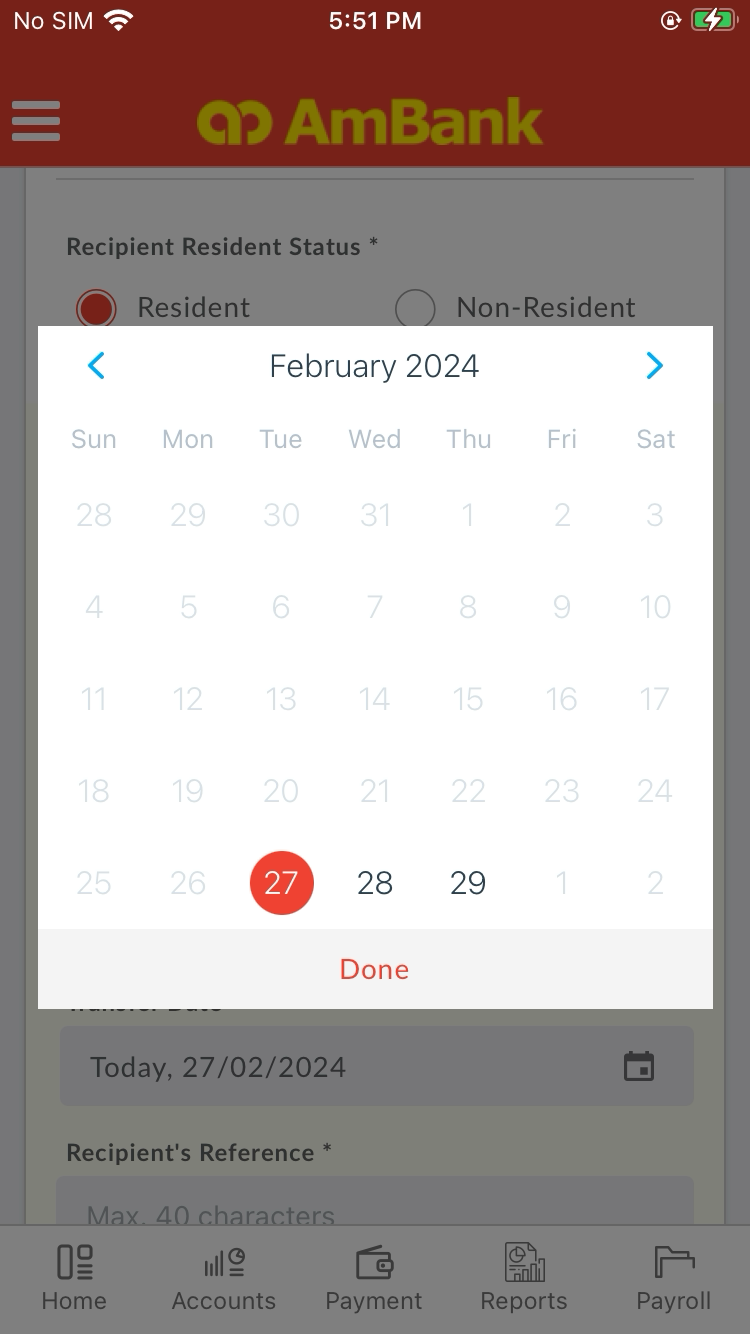 No SIM 5:51 PM
AmBank
Recipient Resident Status *
Resident Non-Resident
February 2024
Sun Mon Tue Wed Thu Fri Sat
28 29 30 31 1 2 3
4 5 6 7 8 9 10
11 12 13 14 15 16 17
18 19 20 21 22 23 24
25 26 27 28 29 1 2
Done
Transfer Date
Today, 27/02/2024
Recipient's Reference *
Max. 40 characters
Home Accounts Payment Reports Payroll